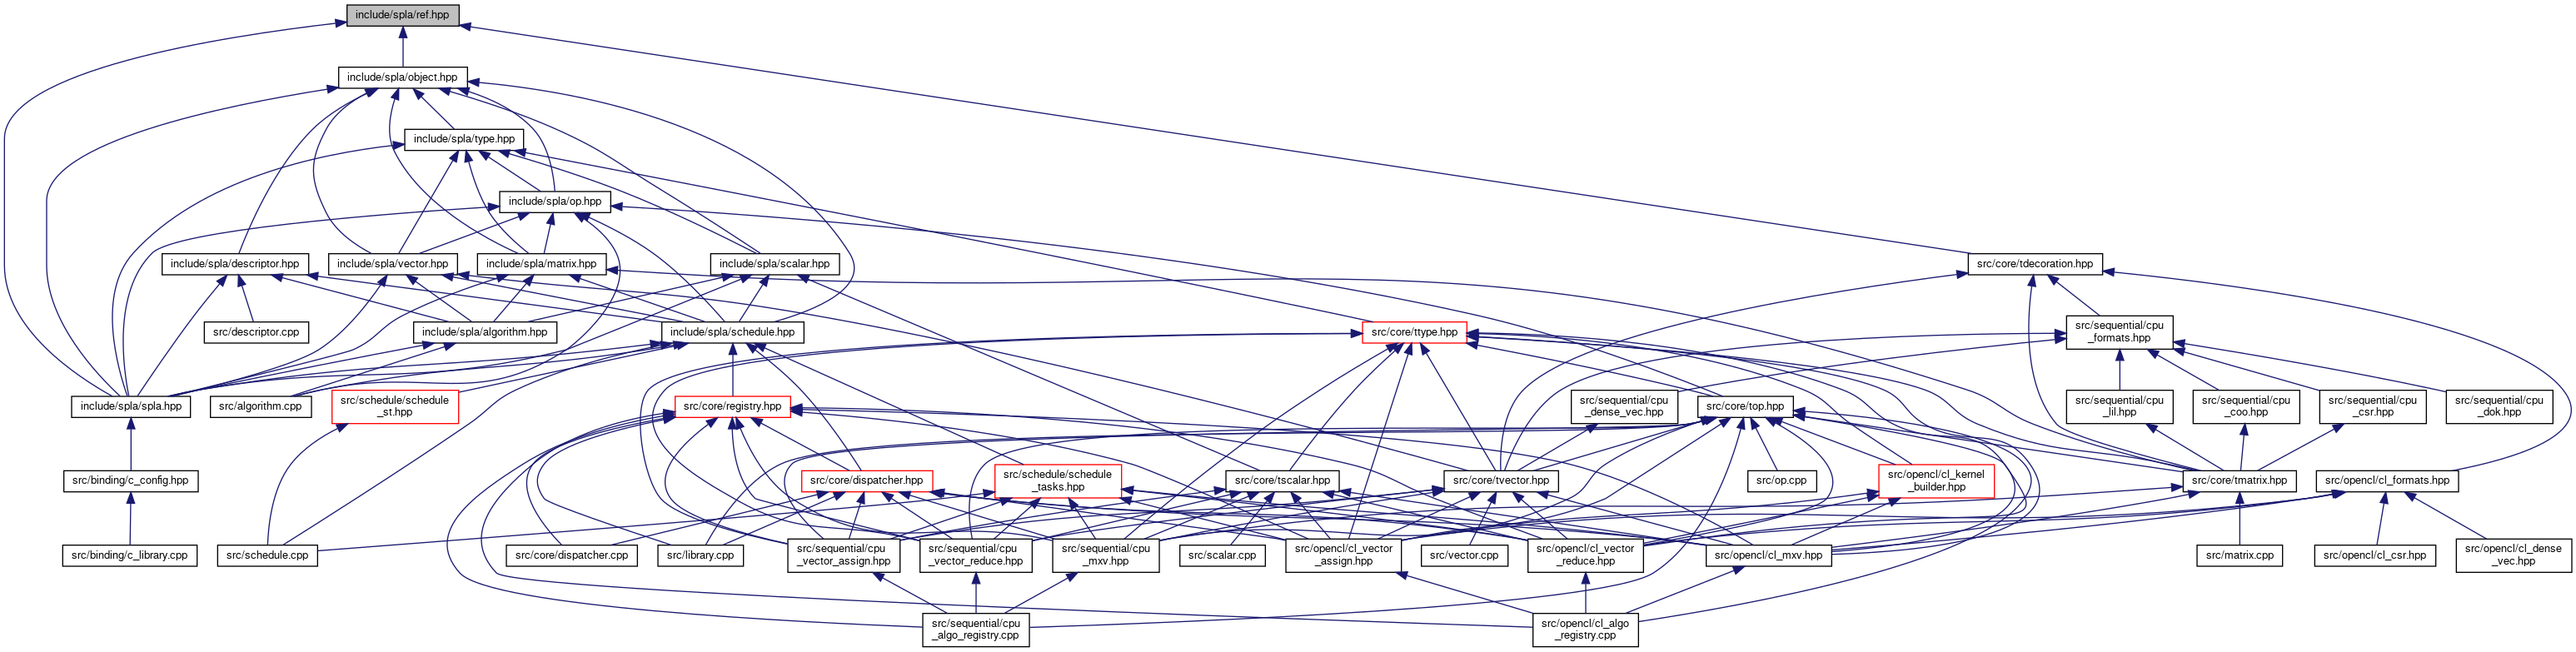 include/spla/ref.hpp
include/spla/object.hpp
include/spla/type.hpp
include/spla/op.hpp
include/spla/descriptor.hpp
include/spla/vector.hpp
include/spla/matrix.hpp
include/spla/scalar.hpp
src/core/tdecoration.hpp
src/descriptor.cpp
include/spla/algorithm.hpp
include/spla/schedule.hpp
src/core/ttype.hpp
src/sequential/cpu
_formats.hpp
include/spla/spla.hpp
src/algorithm.cpp
src/schedule/schedule
_st.hpp
src/core/registry.hpp
src/sequential/cpu
_dense_vec.hpp
src/core/top.hpp
src/sequential/cpu
_lil.hpp
src/sequential/cpu
_coo.hpp
src/sequential/cpu
_csr.hpp
src/sequential/cpu
_dok.hpp
src/binding/c_config.hpp
src/core/dispatcher.hpp
src/schedule/schedule
_tasks.hpp
src/core/tscalar.hpp
src/core/tvector.hpp
src/op.cpp
src/opencl/cl_kernel
_builder.hpp
src/core/tmatrix.hpp
src/opencl/cl_formats.hpp
src/binding/c_library.cpp
src/schedule.cpp
src/core/dispatcher.cpp
src/library.cpp
src/sequential/cpu
_vector_assign.hpp
src/sequential/cpu
_vector_reduce.hpp
src/sequential/cpu
_mxv.hpp
src/scalar.cpp
src/opencl/cl_vector
_assign.hpp
src/vector.cpp
src/opencl/cl_vector
_reduce.hpp
src/opencl/cl_mxv.hpp
src/matrix.cpp
src/opencl/cl_csr.hpp
src/opencl/cl_dense
_vec.hpp
src/sequential/cpu
_algo_registry.cpp
src/opencl/cl_algo
_registry.cpp